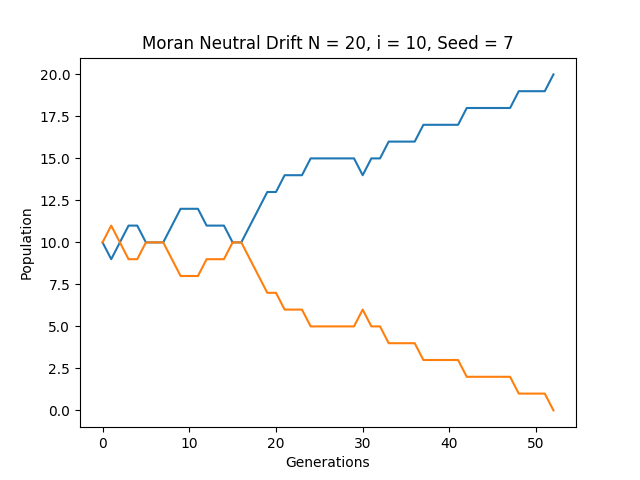 Moran Neutral Drift N = 20, i = 10, Seed = 7
20.0
17.5
15.0
12.5
10.0
7.5
5.0
2.5
0.0
Population
0 10 20 30 40 50
Generations